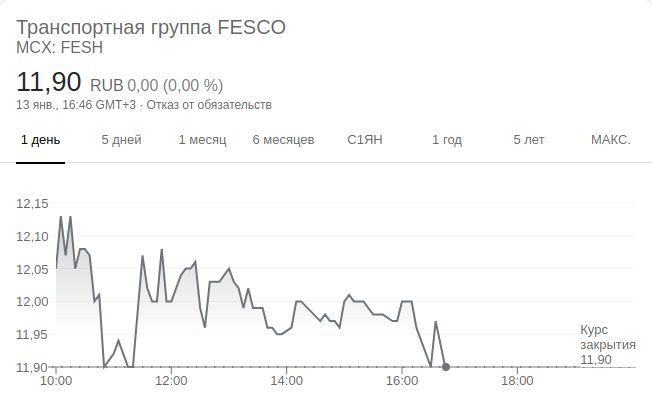 Транспортная группа FESCO
MCX: FESH
11,90 RUB 0,00 (0,00 %)
13 янв., 16:46 GMT+3 · Отказ от обязательств
1 день 5 дней 1 месяц 6 месяцев С1ЯН 1 год 5 лет МАКС.
12,15
12,10
12,05
12,00
11,95
11,90
Курс
закрытия
11,90
10:00 12:00 14:00 16:00 18:00